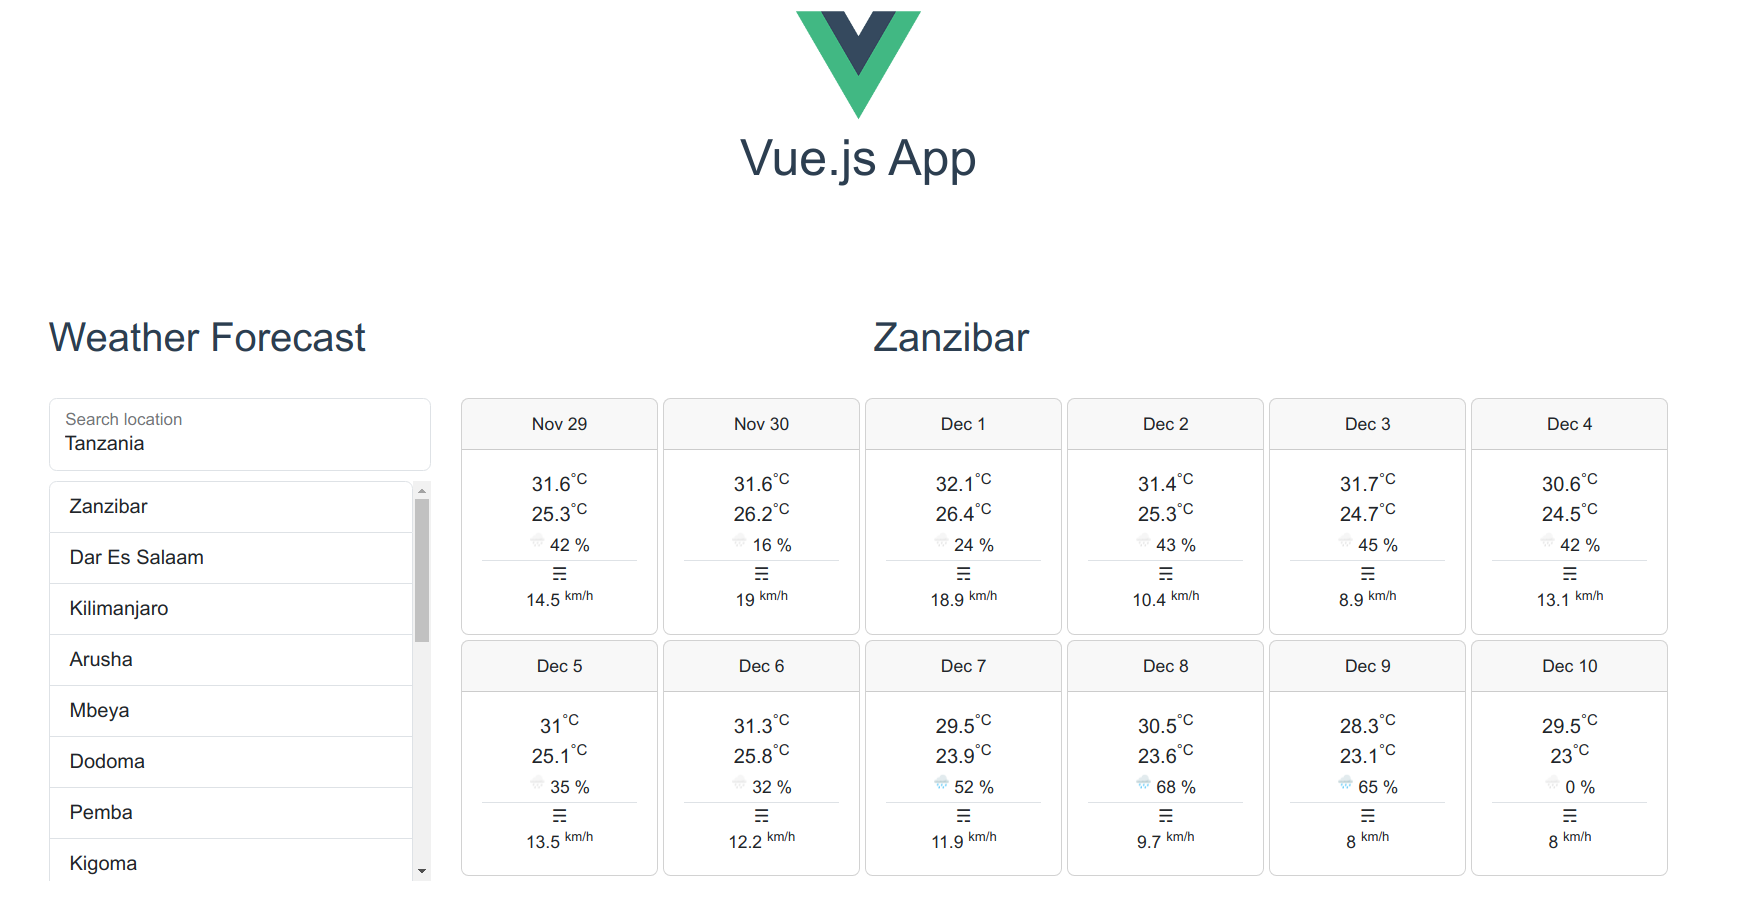 Vue.js App
Weather Forecast
Zanzibar
Search location
Tanzania
Zanzibar
Dar Es Salaam
Kilimanjaro
Arusha
Mbeya
Dodoma
Pemba
Kigoma
Nov 29
31.6°C
25.3°C
42 %
14.5 km/h
Nov 30
31.6°C
26.2°C
16 %
19 km/h
Dec 1
32.1°C
26.4°C
24 %
18.9 km/h
Dec 2
31.4°C
25.3°C
43 %
10.4 km/h
Dec 3
31.7°C
24.7°C
45 %
8.9 km/h
Dec 4
30.6°C
24.5°C
42 %
13.1 km/h
Dec 5
31°C
25.1°C
35 %
13.5 km/h
Dec 6
31.3°C
25.8°C
32 %
12.2 km/h
Dec 7
29.5°C
23.9°C
52 %
11.9 km/h
Dec 8
30.5°C
23.6°C
68 %
9.7 km/h
Dec 9
28.3°C
23.1°C
65 %
8 km/h
Dec 10
29.5°C
23°C
0 %
8 km/h